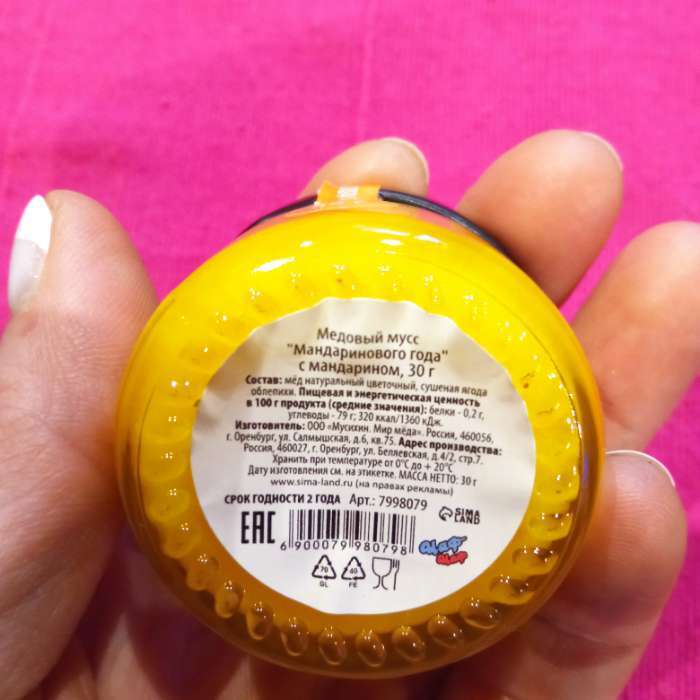 Медовый мусс
"Мандаринового года"
с мандарином, 30 г
Состав: мёд натуральный цветочный, сушеная ягода
облепихи. Пищевая и энергетическая ценность
в 100 г продукта (средние значения): белки - 0,2 г,
углеводы - 79 г; 320 ккал/1360 кДж.
Изготовитель: ООО «Мусихин. Мир мёда». Россия, 460056,
г. Оренбург, ул. Салмышская, д.6, кв.75. Адрес производства:
Россия, 460027, г. Оренбург, ул. Беляевская, д.4/2, стр.7.
Хранить при температуре от 0°C до + 20°C
Дату изготовления см. на этикетке. МАССА НЕТТО: 30 г
www.sima-land.ru (на правах рекламы)
СРОК ГОДНОСТИ 2 ГОДА Арт.: 7998079
EAC
SIMA
LAND
6 900079 980798
70
GL
40
FE